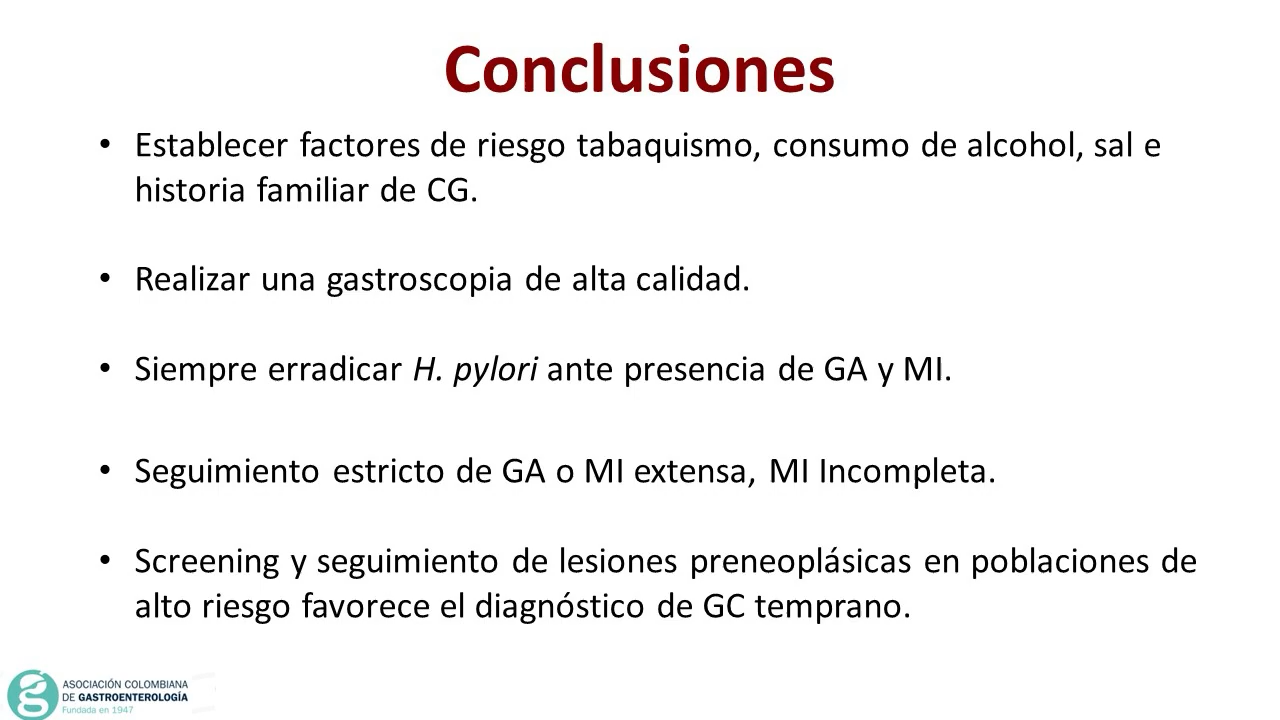 Conclusiones
• Establecer factores de riesgo tabaquismo, consumo de alcohol, sal e
historia familiar de CG.
• Realizar una gastroscopia de alta calidad.
• Siempre erradicar H. pylori ante presencia de GA y MI.
• Seguimiento estricto de GA o MI extensa, MI Incompleta.
• Screening y seguimiento de lesiones preneoplásicas en poblaciones de
alto riesgo favorece el diagnóstico de GC temprano.
ASOCIACIÓN COLOMBIANA
DE GASTROENTEROLOGÍA
Fundada en 1947